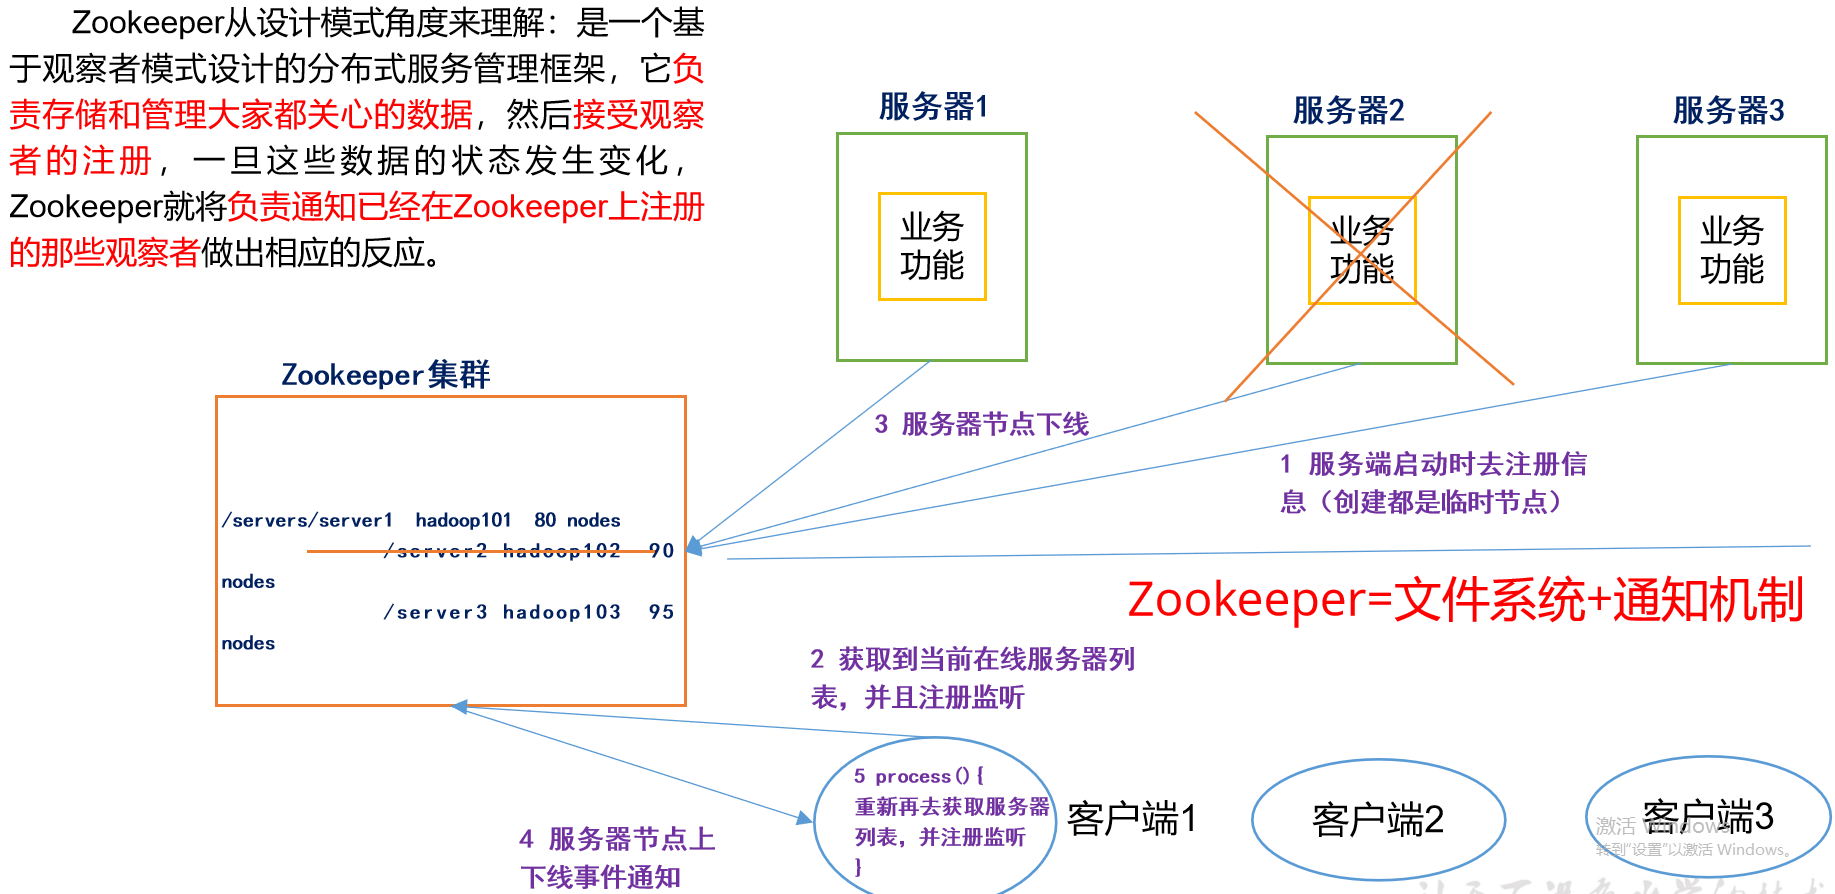 Zookeeper从设计模式角度来理解：是一个基
于观察者模式设计的分布式服务管理框架，它负
责存储和管理大家都关心的数据，然后接受观察
者的注册，一旦这些数据的状态发生变化，
Zookeeper就将负责通知已经在Zookeeper上注册
的那些观察者做出相应的反应。
服务器1
服务器2
服务器3
业务
功能
业务
功能
业务
功能
Zookeeper集群
3 服务器节点下线
1 服务端启动时去注册信
息（创建都是临时节点）
/servers/server1 hadoop101 80 nodes
/server2 hadoop102 90
nodes
/server3 hadoop103 95
nodes
Zookeeper=文件系统+通知机制
2 获取到当前在线服务器列
表，并且注册监听
5 process(){
重新再去获取服务器
列表，并注册监听
}
客户端1
客户端2
客户端3
4 服务器节点上
下线事件通知
激活 Windows
转到“设置”以激活 Windows。